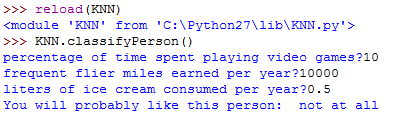 >>> reload(KNN)
<module 'KNN' from 'C:\Python27\lib\KNN.py'>
>>> KNN.classifyPerson()
percentage of time spent playing video games?10
frequent flier miles earned per year?10000
liters of ice cream consumed per year?0.5
You will probably like this person:  not at all